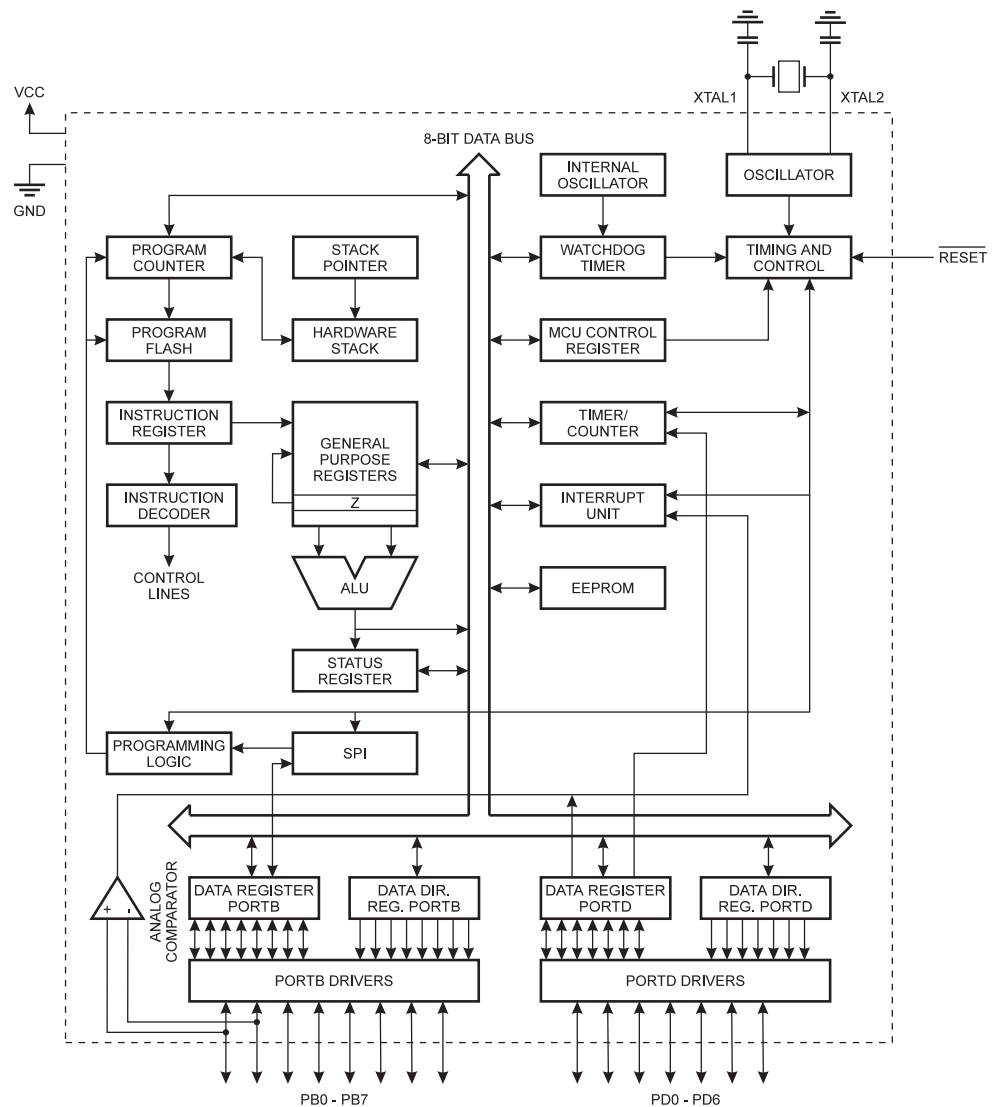 XTAL1
XTAL2
VCC
GND
8-BIT DATA BUS
INTERNAL
OSCILLATOR
OSCILLATOR
PROGRAM
COUNTER
STACK
POINTER
WATCHDOG
TIMER
TIMING AND
CONTROL
RESET
PROGRAM
FLASH
HARDWARE
STACK
MCU CONTROL
REGISTER
INSTRUCTION
REGISTER
GENERAL
PURPOSE
REGISTERS
Z
TIMER/
COUNTER
INSTRUCTION
DECODER
INTERRUPT
UNIT
CONTROL
LINES
ALU
EEPROM
STATUS
REGISTER
PROGRAMMING
LOGIC
SPI
+
-
ANALOG
COMPARATOR
DATA REGISTER
PORTB
DATA DIR.
REG. PORTB
DATA REGISTER
PORTD
DATA DIR.
REG. PORTD
PORTB DRIVERS
PORTD DRIVERS
PB0 - PB7
PD0 - PD6